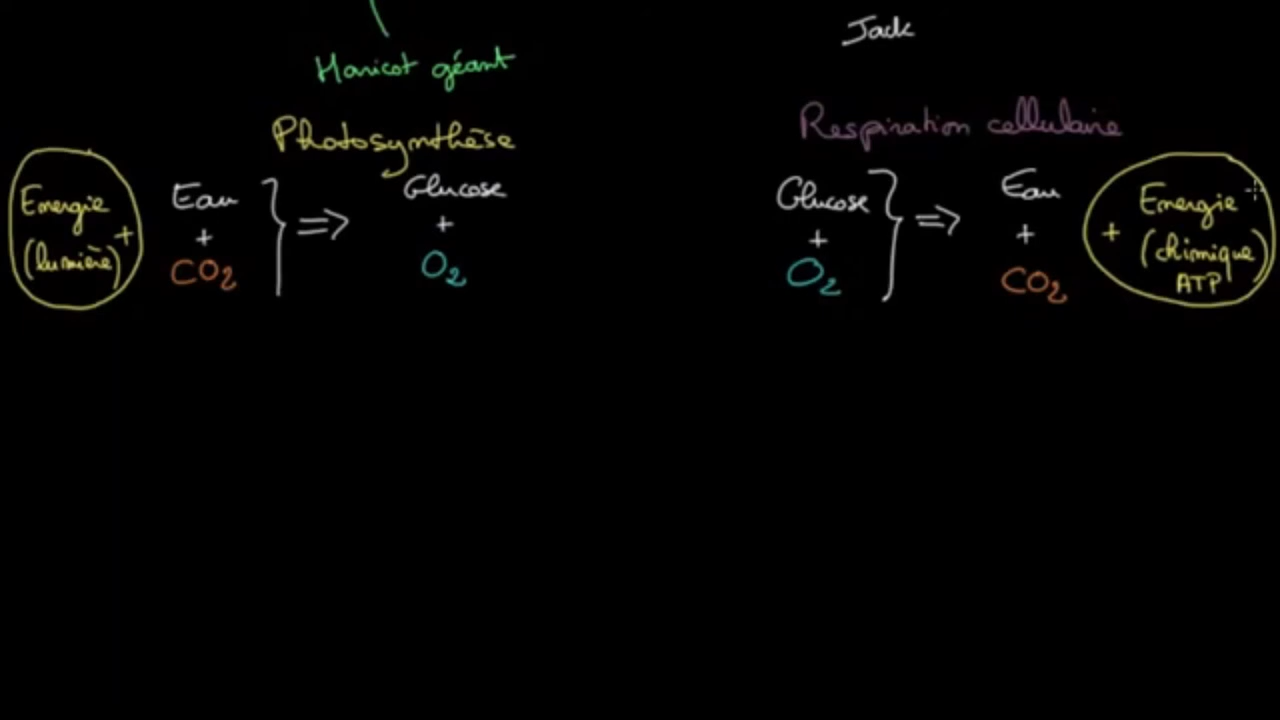 Jack
Haricot géant
Respiration cellulaire
Photosynthèse
Energie
(lumière)
+
Eau
+
CO2
} =>
Glucose
+
O2
Glucose
+
O2
} =>
Eau
+
CO2
+
Energie
(chimique)
ATP